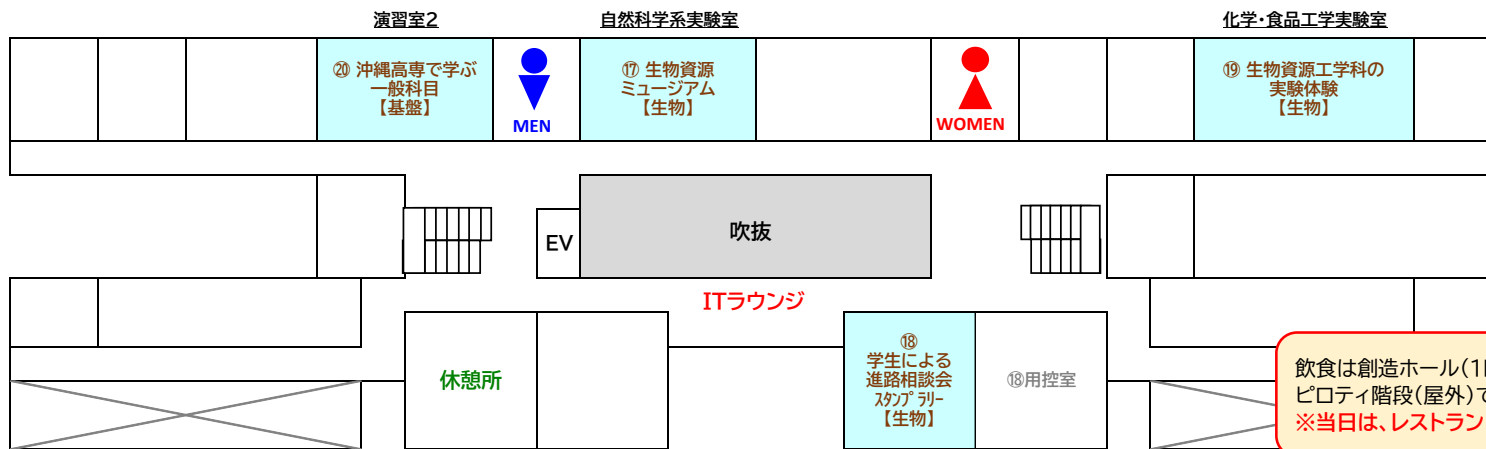 演習室2
自然科学系実験室
化学・食品工学実験室
⑳ 沖縄高専で学ぶ
一般科目
【基盤】
MEN
⑰ 生物資源
ミュージアム
【生物】
WOMEN
⑲ 生物資源工学科の
実験体験
【生物】
EV
吹抜
ITラウンジ
休憩所
⑱
学生による
進路相談会
スタンプラリー
【生物】
⑱用控室
飲食は創造ホール(1
ピロティ階段(屋外)で
※当日は、レストラン